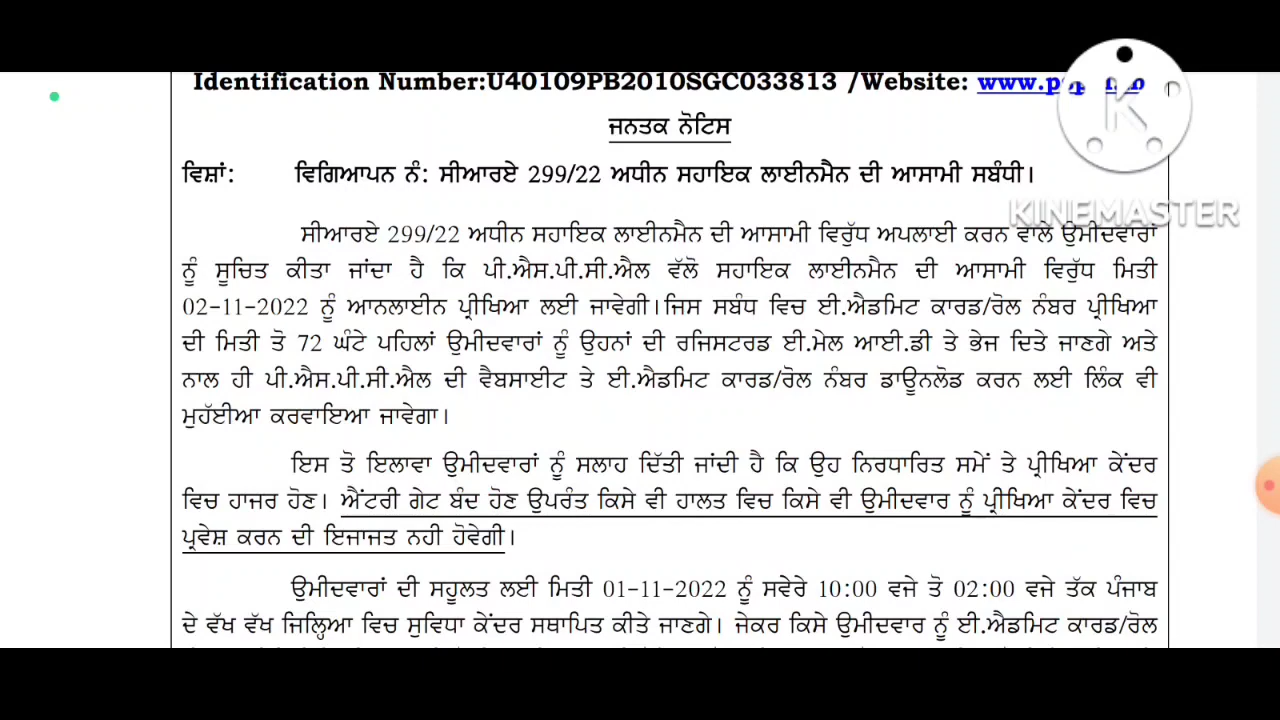 Identification Number:U40109PB2010SGC033813 /Website:
ਜਨਤਕ ਨੋਟਿਸ
ਵਿਸ਼ਾਂ: ਵਿਗਿਆਪਨ ਨੰ: ਸੀਆਰਏ 299/22 ਅਧੀਨ ਸਹਾਇਕ ਲਾਈਨਮੈਨ ਦੀ ਆਸਾਮੀ ਸਬੰਧੀ।
ਸੀਆਰਏ 299/22 ਅਧੀਨ ਸਹਾਇਕ ਲਾਈਨਮੈਨ ਦੀ ਆਸਾਮੀ ਵਿਰੁੱਧ ਅਪਲਾਈ ਕਰਨ ਵਾਲੇ ਉਮੀਦਵਾਰਾਂ
ਨੂੰ ਸੂਚਿਤ ਕੀਤਾ ਜਾਂਦਾ ਹੈ ਕਿ ਪੀ.ਐਸ.ਪੀ.ਸੀ.ਐਲ ਵੱਲੋ ਸਹਾਇਕ ਲਾਈਨਮੈਨ ਦੀ ਆਸਾਮੀ ਵਿਰੁੱਧ ਮਿਤੀ
02-11-2022 ਨੂੰ ਆਨਲਾਈਨ ਪ੍ਰੀਖਿਆ ਲਈ ਜਾਵੇਗੀ।ਜਿਸ ਸਬੰਧ ਵਿਚ ਈ.ਐਡਮਿਟ ਕਾਰਡ/ਰੋਲ ਨੰਬਰ ਪ੍ਰੀਖਿਆ
ਦੀ ਮਿਤੀ ਤੋ 72 ਘੰਟੇ ਪਹਿਲਾਂ ਉਮੀਦਵਾਰਾਂ ਨੂੰ ਉਹਨਾਂ ਦੀ ਰਜਿਸਟਰਡ ਈ.ਮੇਲ ਆਈ.ਡੀ ਤੇ ਭੇਜ ਦਿਤੇ ਜਾਣਗੇ ਅਤੇ
ਨਾਲ ਹੀ ਪੀ.ਐਸ.ਪੀ.ਸੀ.ਐਲ ਦੀ ਵੈਬਸਾਈਟ ਤੇ ਈ.ਐਡਮਿਟ ਕਾਰਡ/ਰੋਲ ਨੰਬਰ ਡਾਊਨਲੋਡ ਕਰਨ ਲਈ ਲਿੰਕ ਵੀ
ਮੁਹੱਈਆ ਕਰਵਾਇਆ ਜਾਵੇਗਾ।
ਇਸ ਤੋ ਇਲਾਵਾ ਉਮੀਦਵਾਰਾਂ ਨੂੰ ਸਲਾਹ ਦਿੱਤੀ ਜਾਂਦੀ ਹੈ ਕਿ ਉਹ ਨਿਰਧਾਰਿਤ ਸਮੇਂ ਤੇ ਪ੍ਰੀਖਿਆ ਕੇਂਦਰ
ਵਿਚ ਹਾਜਰ ਹੋਣ। ਐਂਟਰੀ ਗੇਟ ਬੰਦ ਹੋਣ ਉਪਰੰਤ ਕਿਸੇ ਵੀ ਹਾਲਤ ਵਿਚ ਕਿਸੇ ਵੀ ਉਮੀਦਵਾਰ ਨੂੰ ਪ੍ਰੀਖਿਆ ਕੇਂਦਰ ਵਿਚ
ਪ੍ਰਵੇਸ਼ ਕਰਨ ਦੀ ਇਜਾਜਤ ਨਹੀ ਹੋਵੇਗੀ।
ਉਮੀਦਵਾਰਾਂ ਦੀ ਸਹੂਲਤ ਲਈ ਮਿਤੀ 01-11-2022 ਨੂੰ ਸਵੇਰੇ 10:00 ਵਜੇ ਤੋ 02:00 ਵਜੇ ਤੱਕ ਪੰਜਾਬ
ਦੇ ਵੱਖ ਵੱਖ ਜਿਲ੍ਹਿਆ ਵਿਚ ਸੁਵਿਧਾ ਕੇਂਦਰ ਸਥਾਪਿਤ ਕੀਤੇ ਜਾਣਗੇ। ਜੇਕਰ ਕਿਸੇ ਉਮੀਦਵਾਰ ਨੂੰ ਈ.ਐਡਮਿਟ ਕਾਰਡ/ਰੋਲ
K
KINEMASTER